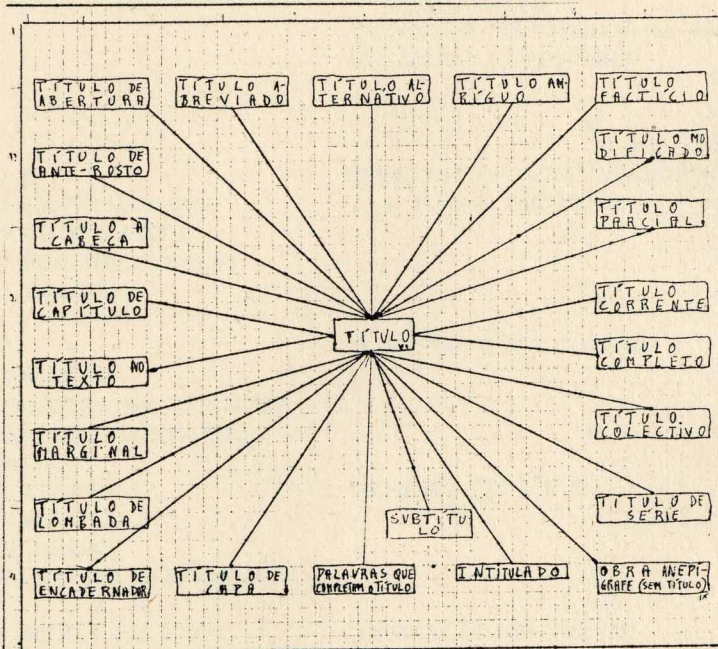 TÍTULO DE
ABERTURA
TÍTULO A-
BREVIADO
TÍTULO AL-
TERNATIVO
TÍTULO AM-
BÍGUO
TÍTULO
FACTÍCIO
TÍTULO DE
ANTE-ROSTO
TÍTULO MO
DIFICADO
TÍTULO À
CABEÇA
TÍTULO
PARCIAL
TÍTULO DE
CAPÍTULO
TÍTULO
CORRENTE
TÍTULO
TÍTULO NO
TEXTO
TÍTULO
COMPLETO
TÍTULO
MARGINAL
TÍTULO
COLECTIVO
TÍTULO DE
LOMBADA
SUBTÍTU
LO
TÍTULO DE
SÉRIE
TÍTULO DE
ENCADERNADOR
TÍTULO DE
CAPA
PALAVRAS QUE
COMPLETAM O TÍTULO
INTITULADO
OBRA ANEPÍ-
GRAFE (SEM TÍTULO)